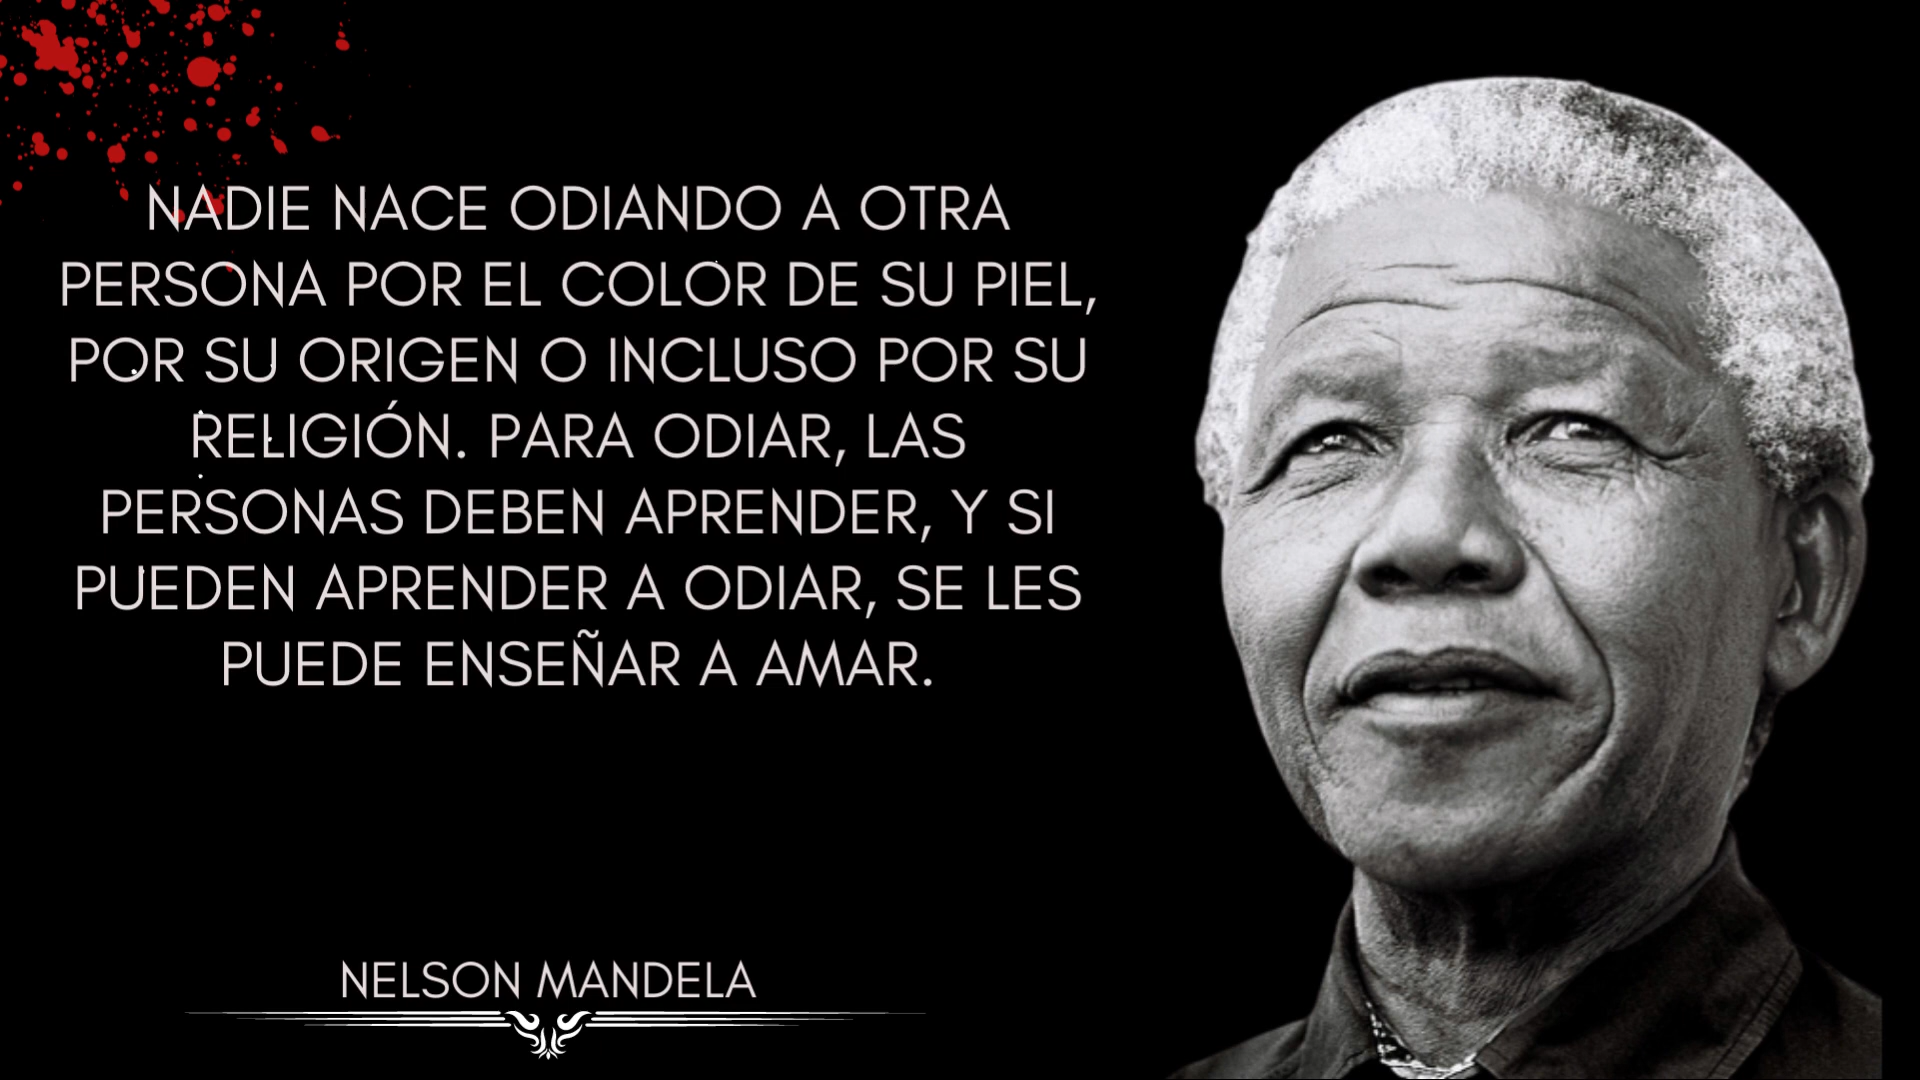 NADIE NACE ODIANDO A OTRA
PERSONA POR EL COLOR DE SU PIEL,
POR SU ORIGEN O INCLUSO POR SU
RELIGIÓN. PARA ODIAR, LAS
PERSONAS DEBEN APRENDER, Y SI
PUEDEN APRENDER A ODIAR, SE LES
PUEDE ENSEÑAR A AMAR.
NELSON MANDELA